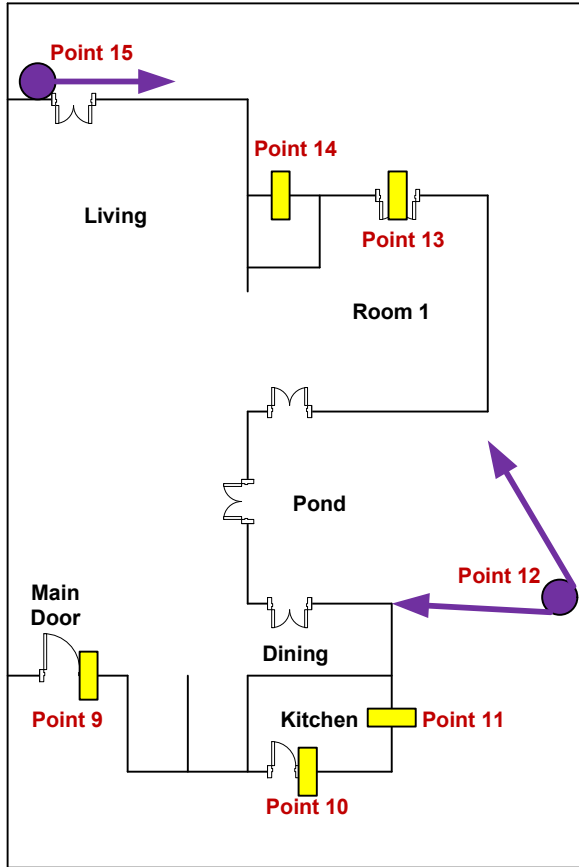 Point 15
Point 14
Living
Point 13
Room 1
Pond
Point 12
Main
Door
Dining
Point 9
Kitchen
Point 11
Point 10